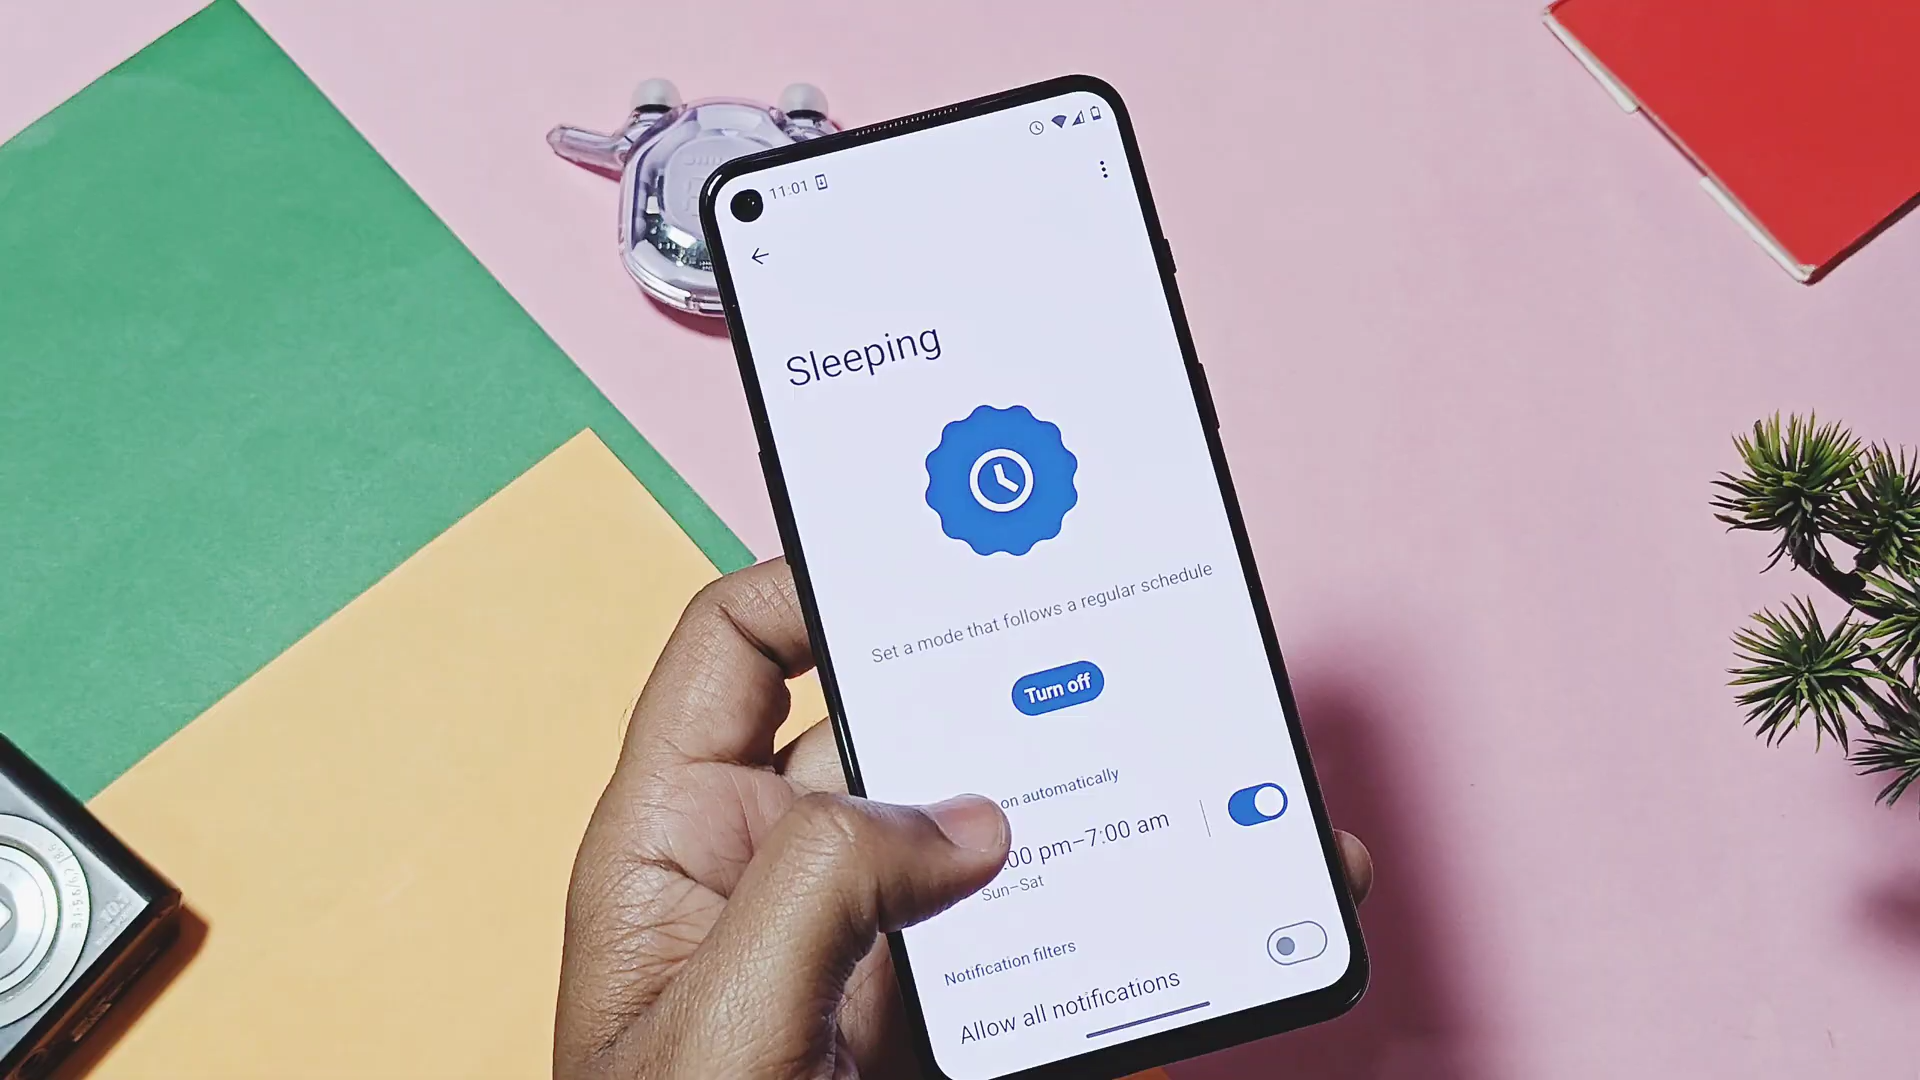 11:01
Sleeping
Set a mode that follows a regular schedule
Turn off
on automatically
:00 pm–7:00 am
Sun–Sat
Notification filters
Allow all notifications